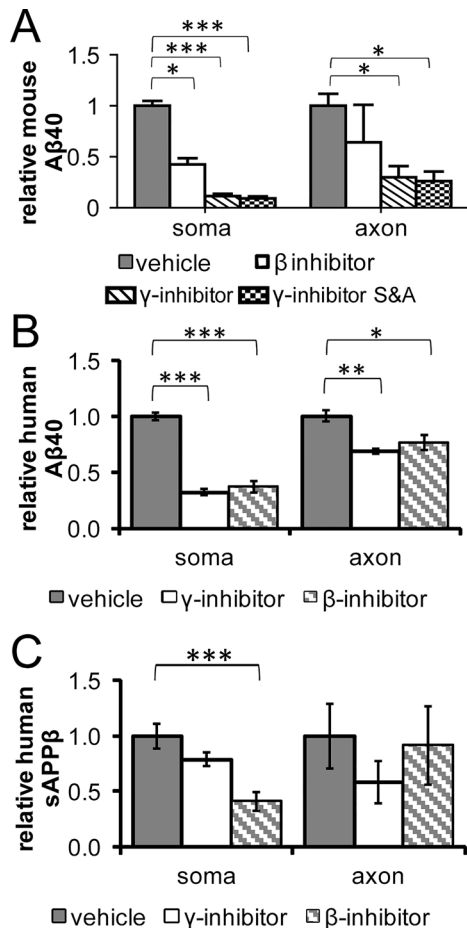 A
relative mouse
Aβ40
1
0.5
0
***
***
*
*
*
soma
axon
vehicle
β inhibitor
γ-inhibitor
γ-inhibitor S&A
B
relative human
Aβ40
1.5
1.0
0.5
0.0
***
***
*
**
soma
axon
vehicle
γ-inhibitor
β-inhibitor
C
relative human
sAPPβ
1.5
1.0
0.5
0.0
***
soma
axon
vehicle
γ-inhibitor
β-inhibitor